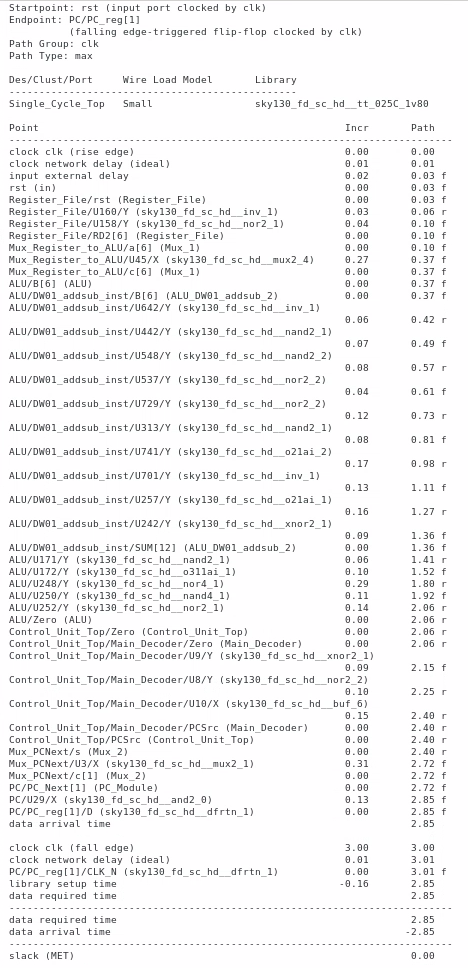 Startpoint: rst (input port clocked by clk)
Endpoint: PC/PC_reg[1]
(falling edge-triggered flip-flop clocked by clk)
Path Group: clk
Path Type: max
Des/Clust/Port     Wire Load Model       Library
------------------------------------------------
Single_Cycle_Top   Small                 sky130_fd_sc_hd__tt_025C_1v80
Point                                                   Incr       Path
--------------------------------------------------------------------------
clock clk (rise edge)                                   0.00       0.00
clock network delay (ideal)                             0.01       0.01
input external delay                                    0.02       0.03 f
rst (in)                                                0.00       0.03 f
Register_File/rst (Register_File)                       0.00       0.03 f
Register_File/U160/Y (sky130_fd_sc_hd__inv_1)           0.03       0.06 r
Register_File/U158/Y (sky130_fd_sc_hd__nor2_1)          0.04       0.10 f
Register_File/RD2[6] (Register_File)                    0.00       0.10 f
Mux_Register_to_ALU/a[6] (Mux_1)                        0.00       0.10 f
Mux_Register_to_ALU/U45/X (sky130_fd_sc_hd__mux2_4)     0.27       0.37 f
Mux_Register_to_ALU/c[6] (Mux_1)                        0.00       0.37 f
ALU/B[6] (ALU)                                          0.00       0.37 f
ALU/DW01_addsub_inst/B[6] (ALU_DW01_addsub_2)           0.00       0.37 f
ALU/DW01_addsub_inst/U642/Y (sky130_fd_sc_hd__inv_1)
0.06       0.42 r
ALU/DW01_addsub_inst/U442/Y (sky130_fd_sc_hd__nand2_1)
0.07       0.49 f
ALU/DW01_addsub_inst/U548/Y (sky130_fd_sc_hd__nand2_2)
0.08       0.57 r
ALU/DW01_addsub_inst/U537/Y (sky130_fd_sc_hd__nor2_2)
0.04       0.61 f
ALU/DW01_addsub_inst/U729/Y (sky130_fd_sc_hd__nor2_2)
0.12       0.73 r
ALU/DW01_addsub_inst/U313/Y (sky130_fd_sc_hd__nand2_1)
0.08       0.81 f
ALU/DW01_addsub_inst/U741/Y (sky130_fd_sc_hd__o21ai_2)
0.17       0.98 r
ALU/DW01_addsub_inst/U701/Y (sky130_fd_sc_hd__inv_1)
0.13       1.11 f
ALU/DW01_addsub_inst/U257/Y (sky130_fd_sc_hd__o21ai_1)
0.16       1.27 r
ALU/DW01_addsub_inst/U242/Y (sky130_fd_sc_hd__xnor2_1)
0.09       1.36 f
ALU/DW01_addsub_inst/SUM[12] (ALU_DW01_addsub_2)        0.00       1.36 f
ALU/U171/Y (sky130_fd_sc_hd__nand2_1)                   0.06       1.41 r
ALU/U172/Y (sky130_fd_sc_hd__o311ai_1)                  0.10       1.52 f
ALU/U248/Y (sky130_fd_sc_hd__nor4_1)                    0.29       1.80 r
ALU/U250/Y (sky130_fd_sc_hd__nand4_1)                   0.11       1.92 f
ALU/U252/Y (sky130_fd_sc_hd__nor2_1)                    0.14       2.06 r
ALU/Zero (ALU)                                          0.00       2.06 r
Control_Unit_Top/Zero (Control_Unit_Top)                0.00       2.06 r
Control_Unit_Top/Main_Decoder/Zero (Main_Decoder)       0.00       2.06 r
Control_Unit_Top/Main_Decoder/U9/Y (sky130_fd_sc_hd__xnor2_1)
0.09       2.15 f
Control_Unit_Top/Main_Decoder/U8/Y (sky130_fd_sc_hd__nor2_2)
0.10       2.25 r
Control_Unit_Top/Main_Decoder/U10/X (sky130_fd_sc_hd__buf_6)
0.15       2.40 r
Control_Unit_Top/Main_Decoder/PCSrc (Main_Decoder)      0.00       2.40 r
Control_Unit_Top/PCSrc (Control_Unit_Top)               0.00       2.40 r
Mux_PCNext/s (Mux_2)                                    0.00       2.40 r
Mux_PCNext/U3/X (sky130_fd_sc_hd__mux2_1)               0.31       2.72 f
Mux_PCNext/c[1] (Mux_2)                                 0.00       2.72 f
PC/PC_Next[1] (PC_Module)                               0.00       2.72 f
PC/U29/X (sky130_fd_sc_hd__and2_0)                      0.13       2.85 f
PC/PC_reg[1]/D (sky130_fd_sc_hd__dfrtn_1)               0.00       2.85 f
data arrival time                                                  2.85
clock clk (fall edge)                                   3.00       3.00
clock network delay (ideal)                             0.01       3.01
PC/PC_reg[1]/CLK_N (sky130_fd_sc_hd__dfrtn_1)           0.00       3.01 f
library setup time                                     -0.16       2.85
data required time                                                 2.85
--------------------------------------------------------------------------
data required time                                                 2.85
data arrival time                                                 -2.85
--------------------------------------------------------------------------
slack (MET)                                                        0.00